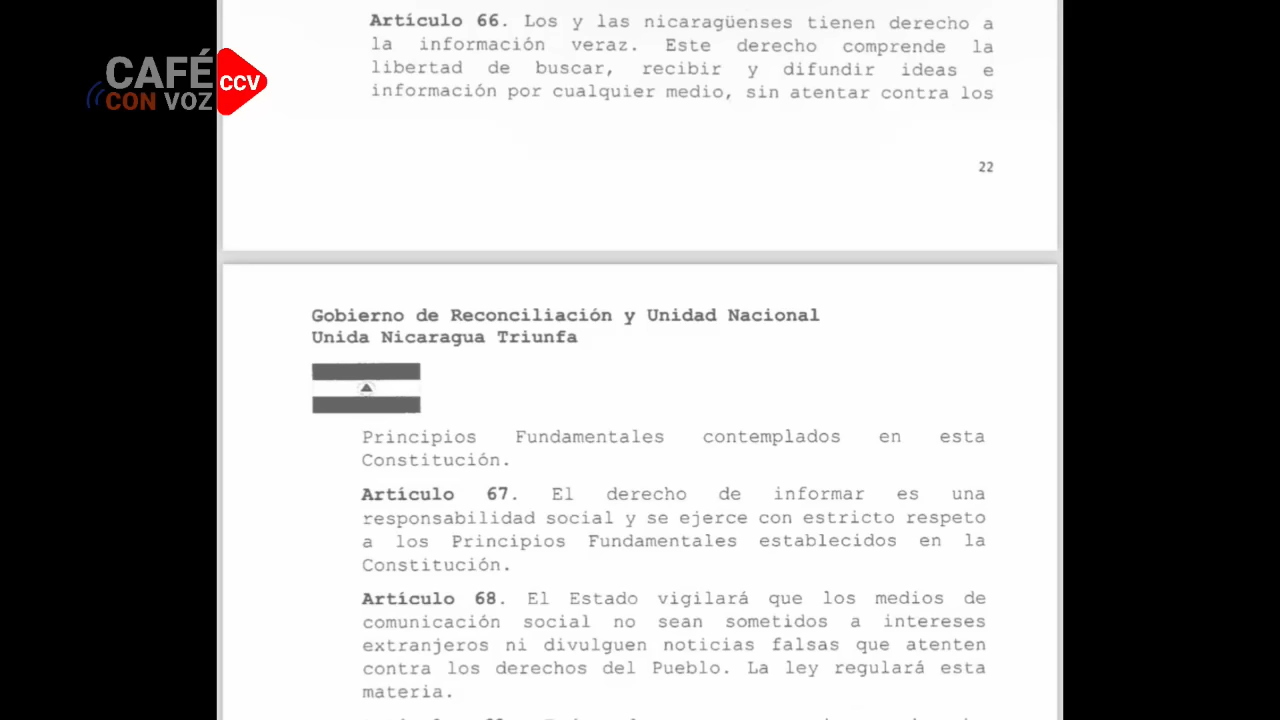 CAFÉ
CON VOZ
CCV
Artículo 66. Los y las nicaragüenses tienen derecho a
la información veraz. Este derecho comprende la
libertad de buscar, recibir y difundir ideas e
información por cualquier medio, sin atentar contra los
22
Gobierno de Reconciliación y Unidad Nacional
Unida Nicaragua Triunfa
Principios Fundamentales contemplados en esta
Constitución.
Artículo 67. El derecho de informar es una
responsabilidad social y se ejerce con estricto respeto
a los Principios Fundamentales establecidos en la
Constitución.
Artículo 68. El Estado vigilará que los medios de
comunicación social no sean sometidos a intereses
extranjeros ni divulguen noticias falsas que atenten
contra los derechos del Pueblo. La ley regulará esta
materia.